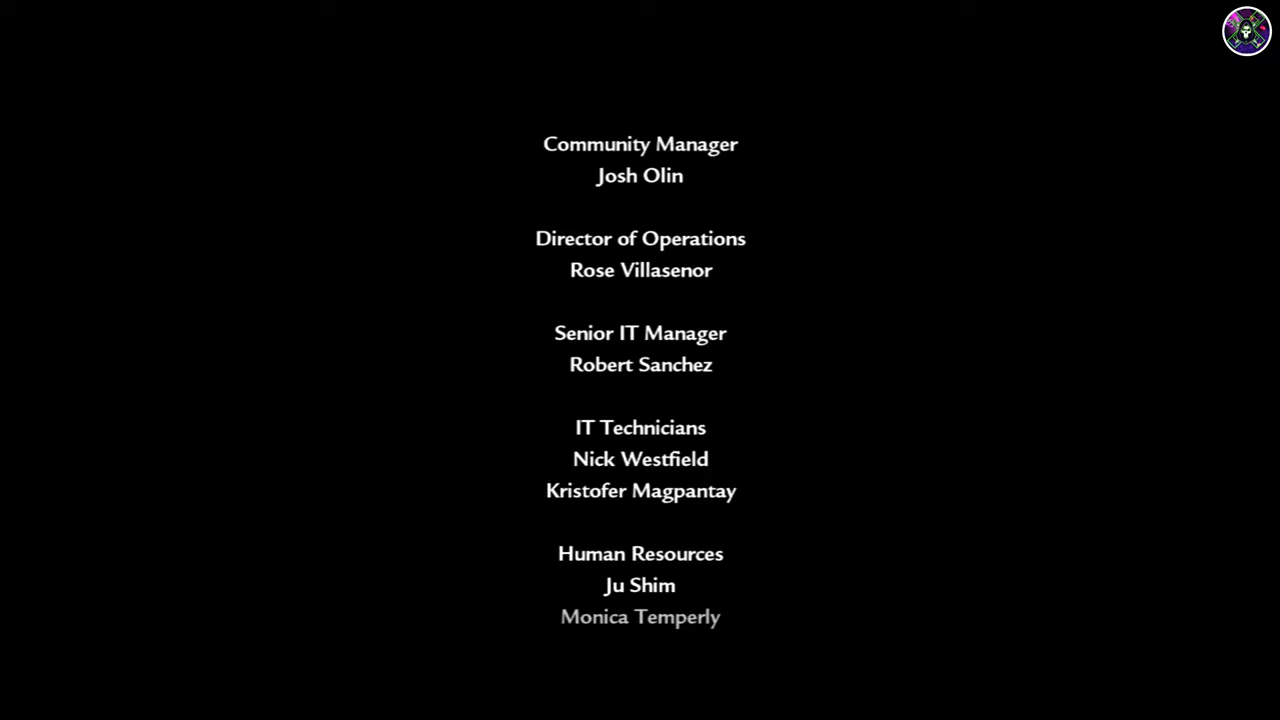 Community Manager
Josh Olin
Director of Operations
Rose Villasenor
Senior IT Manager
Robert Sanchez
IT Technicians
Nick Westfield
Kristofer Magpantay
Human Resources
Ju Shim
Monica Temperly